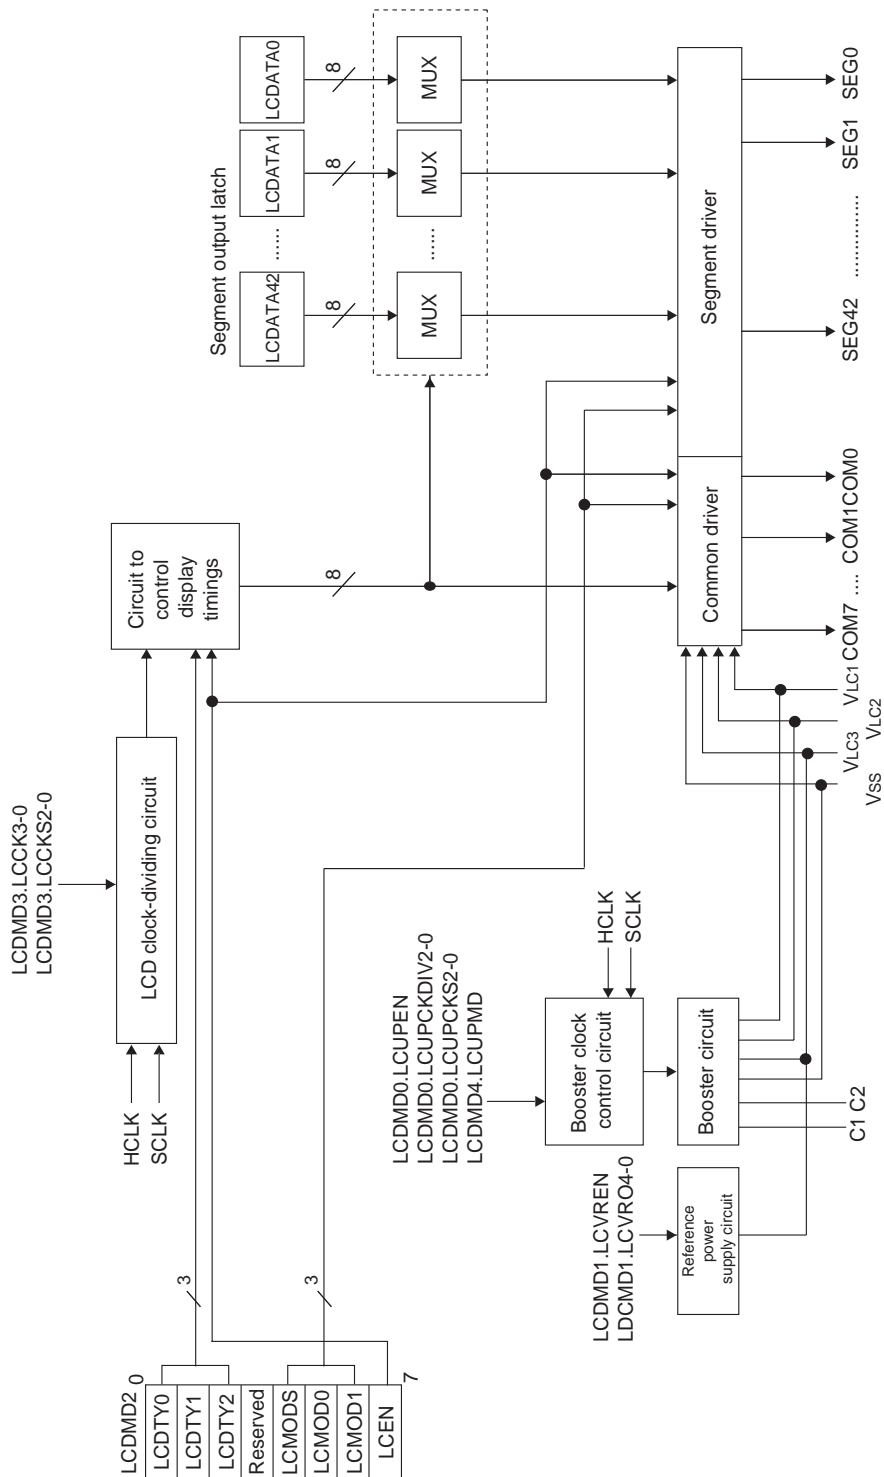 LCDMD2
0
LCDTY0
LCDTY1
LCDTY2
Reserved
LCMODS
LCMOD0
LCMOD1
LCEN
7
3
3
HCLK
SCLK
LCDMD3.LCCK3-0
LCDMD3.LCCKS2-0
LCD clock-dividing circuit
Circuit to
control
display
timings
8
Segment output latch
LCDATA42
......
LCDATA1
LCDATA0
8
8
8
MUX
......
MUX
MUX
LCDMD0.LCUPEN
LCDMD0.LCUPCKDIV2-0
LCDMD0.LCUPCKS2-0
LCDMD4.LCUPMD
Booster clock
control circuit
HCLK
SCLK
LCDMD1.LCVREN
LDCMD1.LCVRO4-0
Reference
power
supply circuit
Booster circuit
C1 C2
Common driver
Segment driver
VSS
VLC3
VLC2
VLC1
COM7
....
COM1
COM0
SEG42
................
SEG1
SEG0